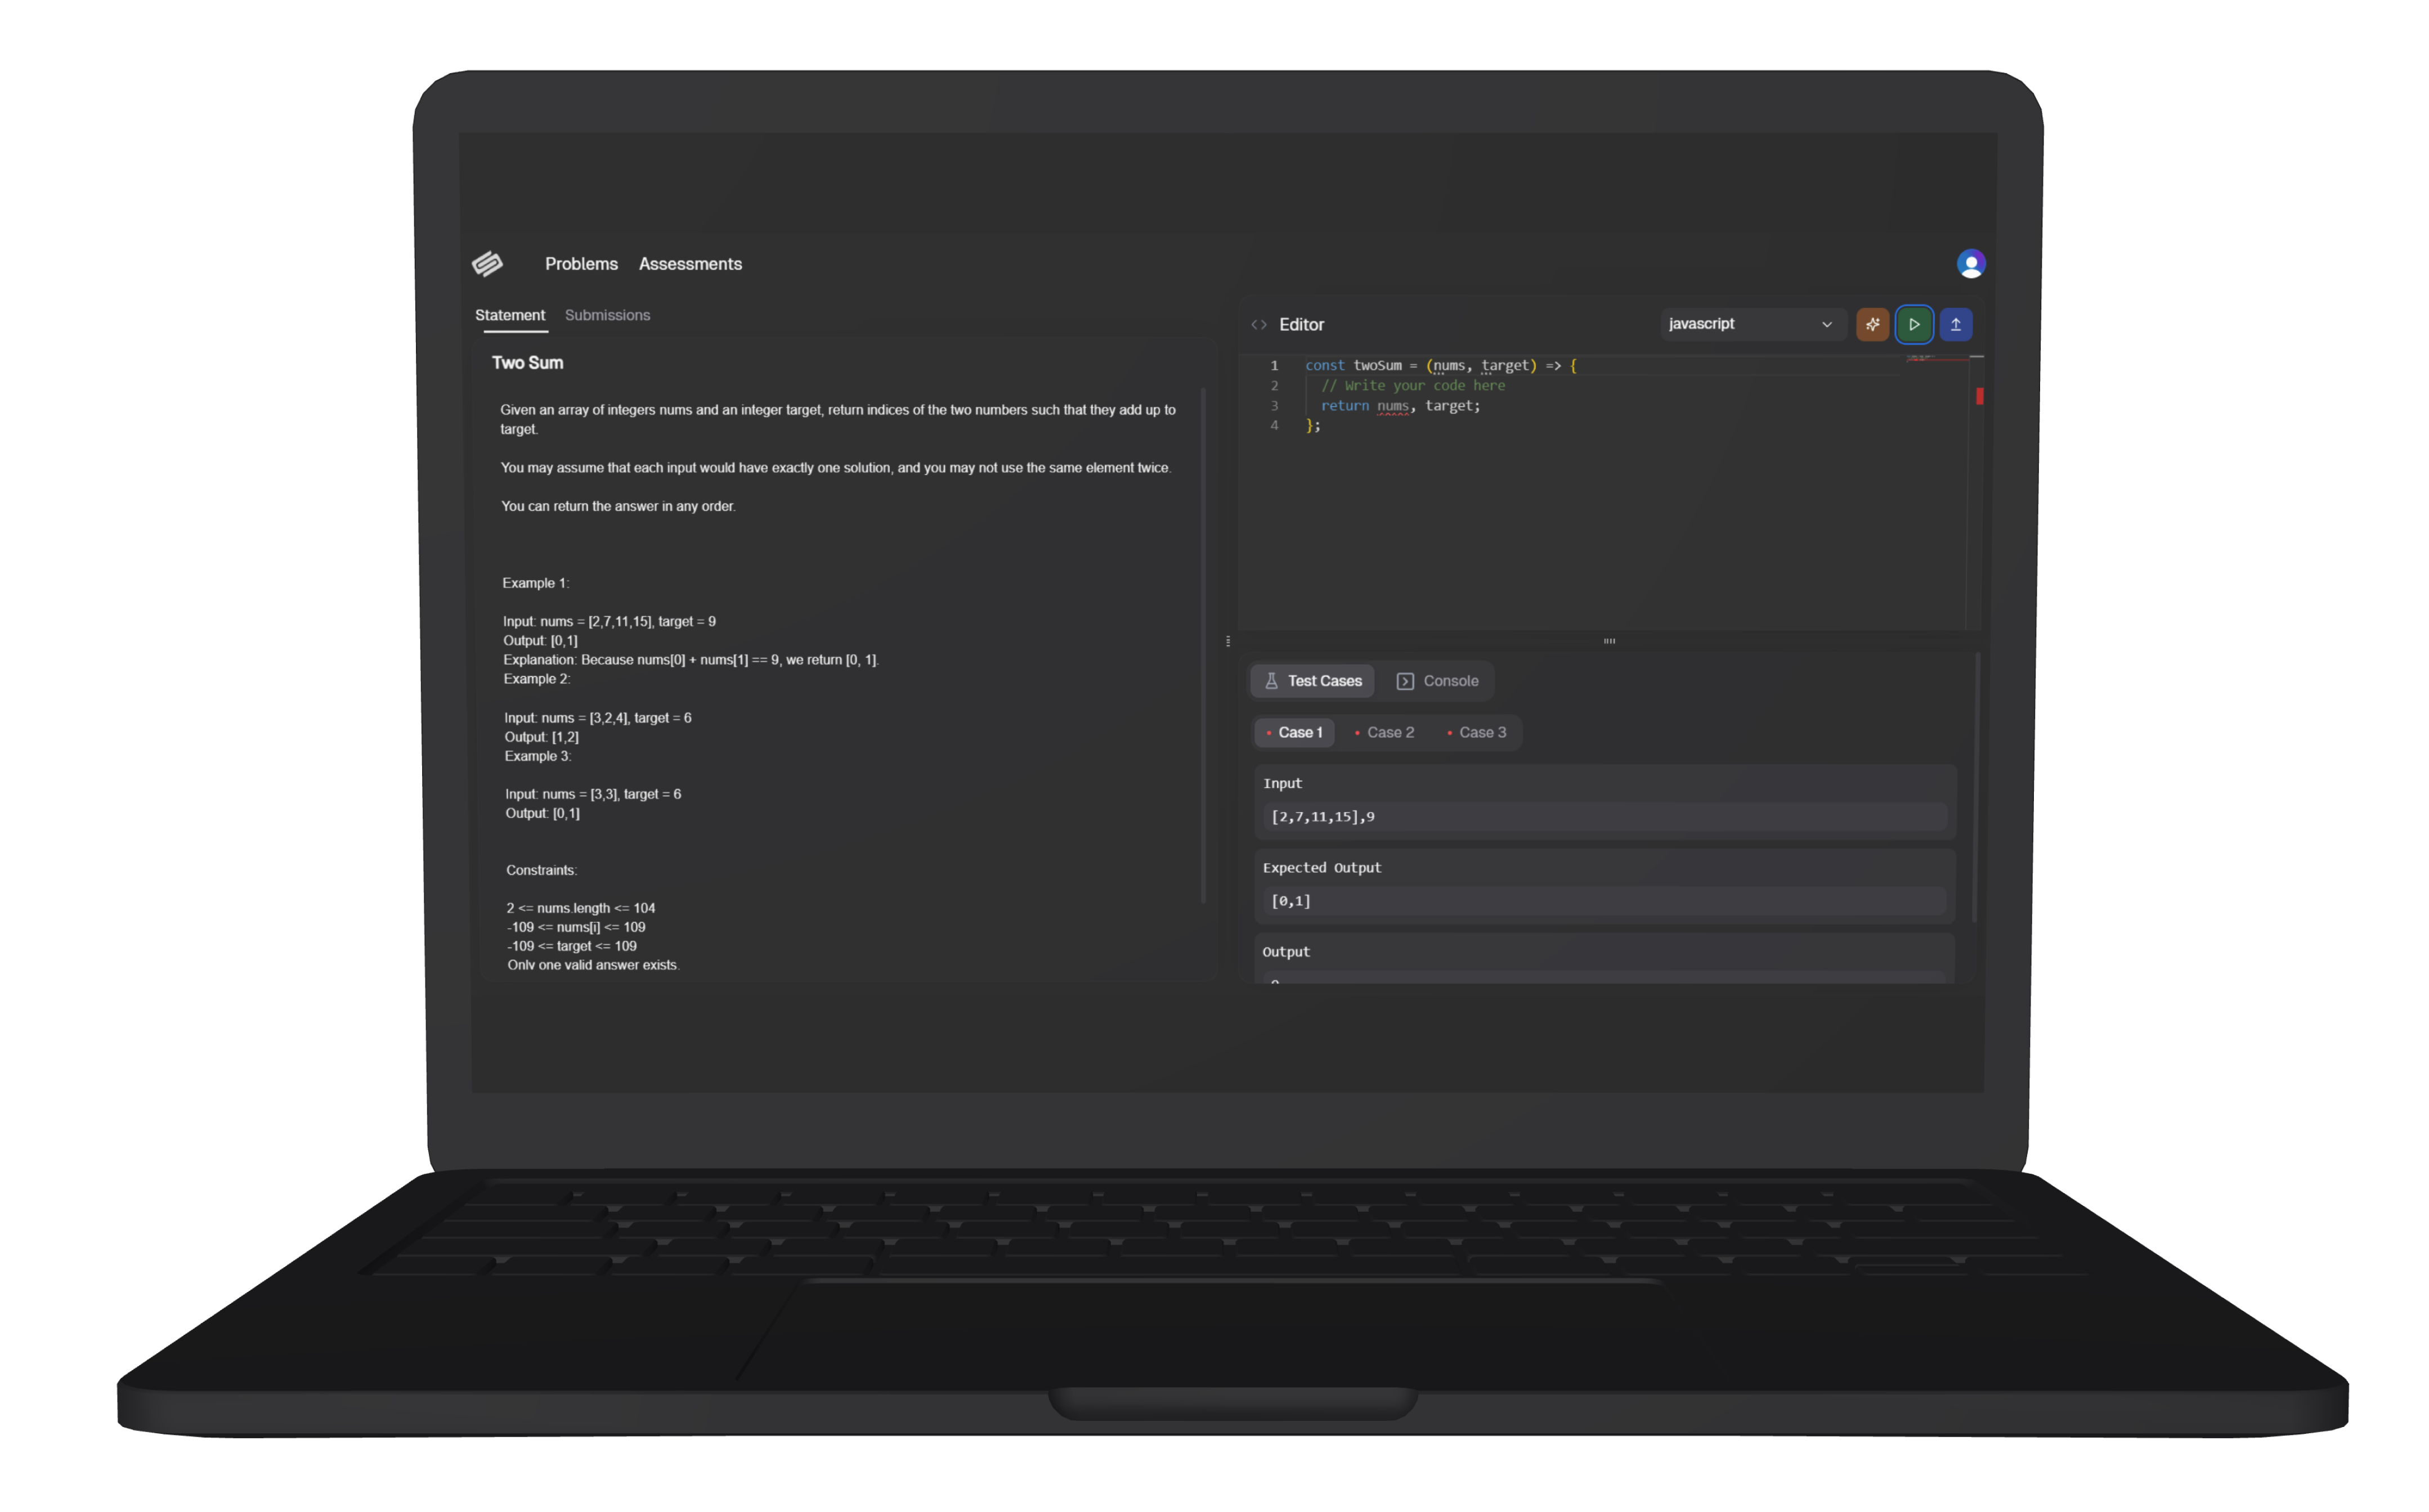 Problems Assessments
Statement Submissions
Two Sum
Given an array of integers nums and an integer target, return indices of the two numbers such that they add up to
target.
You may assume that each input would have exactly one solution, and you may not use the same element twice.
You can return the answer in any order.
Example 1:
Input: nums = [2,7,11,15], target = 9
Output: [0,1]
Explanation: Because nums[0] + nums[1] == 9, we return [0, 1].
Example 2:
Input: nums = [3,2,4], target = 6
Output: [1,2]
Example 3:
Input: nums = [3,3], target = 6
Output: [0,1]
Constraints:
2 <= nums.length <= 104
-109 <= nums[i] <= 109
-109 <= target <= 109
Only one valid answer exists.
<> Editor
javascript
1 const twoSum = (nums, target) => {
2 // Write your code here
3 return nums, target;
4 };
Test Cases Console
Case 1 Case 2 Case 3
Input
[2,7,11,15],9
Expected Output
[0,1]
Output